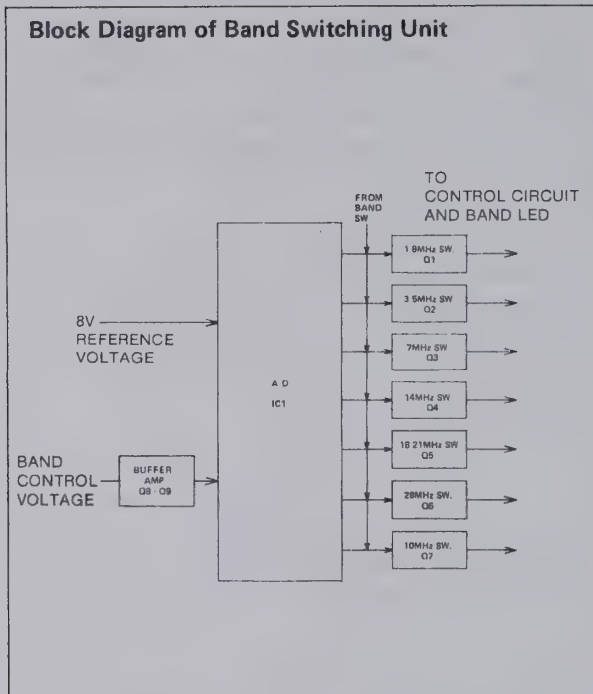 Block Diagram of Band Switching Unit
TO
CONTROL CIRCUIT
AND BAND LED
FROM
BAND
SW
1 8MHz SW.
Q1
3 5MHz SW
Q2
8V
REFERENCE
VOLTAGE
7MHz SW
Q3
A D
IC1
14MHz SW
Q4
18 21MHz SW
Q5
BAND
CONTROL
VOLTAGE
BUFFER
AMP
Q8 - Q9
28MHz SW.
Q6
10MHz SW.
Q7